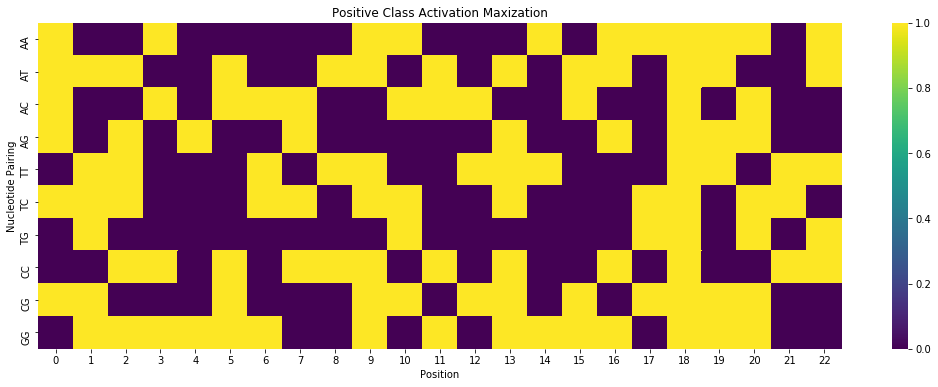 Positive Class Activation Maxization
Nucleotide Pairing
AA
AT
AC
AG
TT
TC
TG
CC
CG
GG
0 1 2 3 4 5 6 7 8 9 10 11 12 13 14 15 16 17 18 19 20 21 22
Position
1.0
0.8
0.6
0.4
0.2
0.0